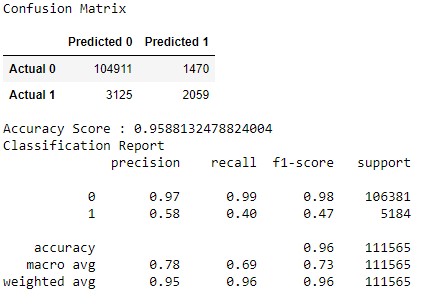 Confusion Matrix
Predicted 0 Predicted 1
Actual 0 104911 1470
Actual 1 3125 2059
Accuracy Score : 0.9588132478824004
Classification Report
precision recall f1-score support
0 0.97 0.99 0.98 106381
1 0.58 0.40 0.47 5184
accuracy 0.96 111565
macro avg 0.78 0.69 0.73 111565
weighted avg 0.95 0.96 0.96 111565